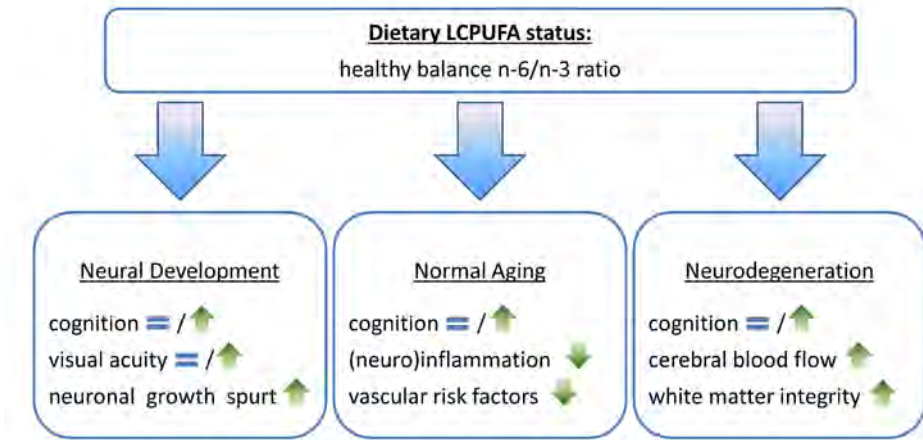 Dietary LCPUFA status:
healthy balance n-6/n-3 ratio
Neural Development
cognition = / ↑
visual acuity = / ↑
neuronal growth spurt ↑
Normal Aging
cognition = / ↑
(neuro)inflammation ↓
vascular risk factors ↓
Neurodegeneration
cognition = / ↑
cerebral blood flow ↑
white matter integrity ↑